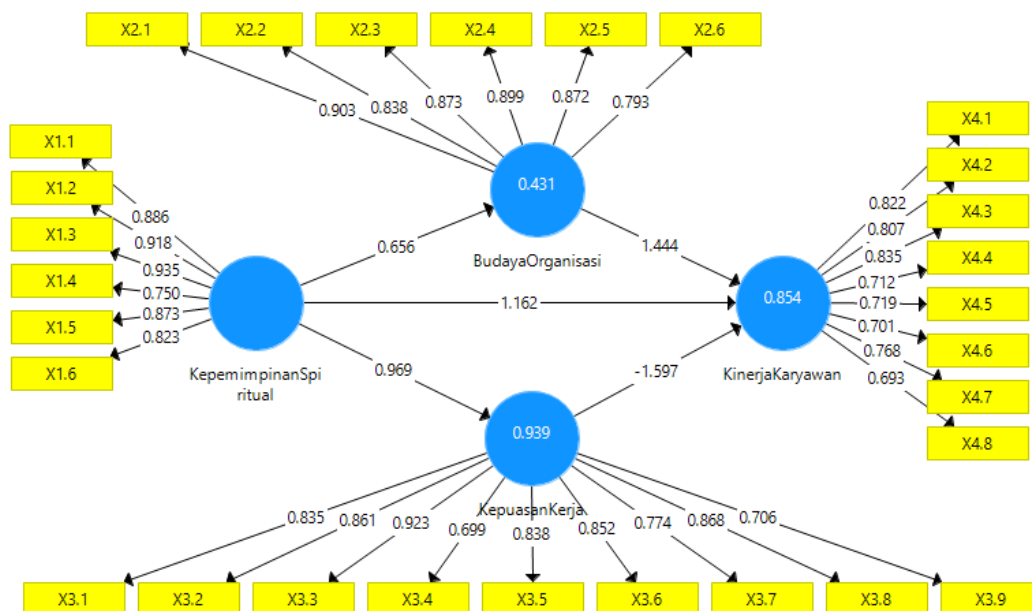 X2.1
X2.2
X2.3
X2.4
X2.5
X2.6
0.903
0.838
0.873
0.899
0.872
0.793
X1.1
X1.2
X1.3
X1.4
X1.5
X1.6
0.886
0.918
0.935
0.750
0.873
0.823
KepemimpinanSpi
ritual
0.656
1.162
0.969
0.431
BudayaOrganisasi
1.444
-1.597
0.854
KinerjaKaryawan
0.822
0.807
0.835
0.712
0.719
0.701
0.768
0.693
X4.1
X4.2
X4.3
X4.4
X4.5
X4.6
X4.7
X4.8
0.939
KepuasanKerja
0.835
0.861
0.923
0.699
0.838
0.852
0.774
0.868
0.706
X3.1
X3.2
X3.3
X3.4
X3.5
X3.6
X3.7
X3.8
X3.9